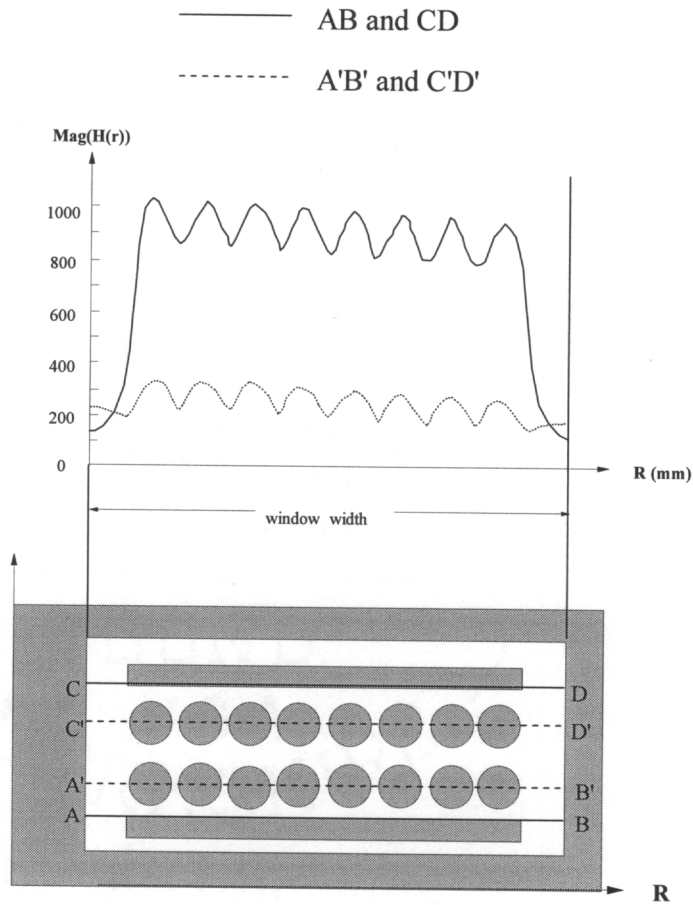 AB and CD
A'B' and C'D'
Mag(H(r))
1000
800
600
400
200
0
R (mm)
window width
C
D
C'
D'
A'
B'
A
B
R